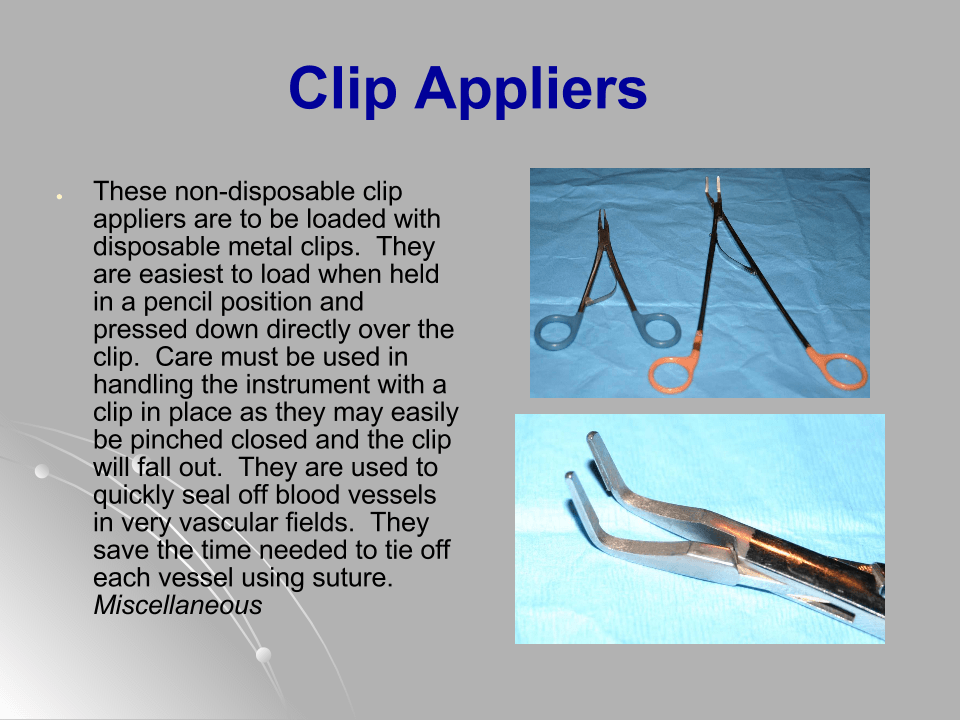 Clip Appliers
These non-disposable clip
appliers are to be loaded with
disposable metal clips.  They
are easiest to load when held
in a pencil position and
pressed down directly over the
clip.  Care must be used in
handling the instrument with a
clip in place as they may easily
be pinched closed and the clip
will fall out.  They are used to
quickly seal off blood vessels
in very vascular fields.  They
save the time needed to tie off
each vessel using suture.
Miscellaneous